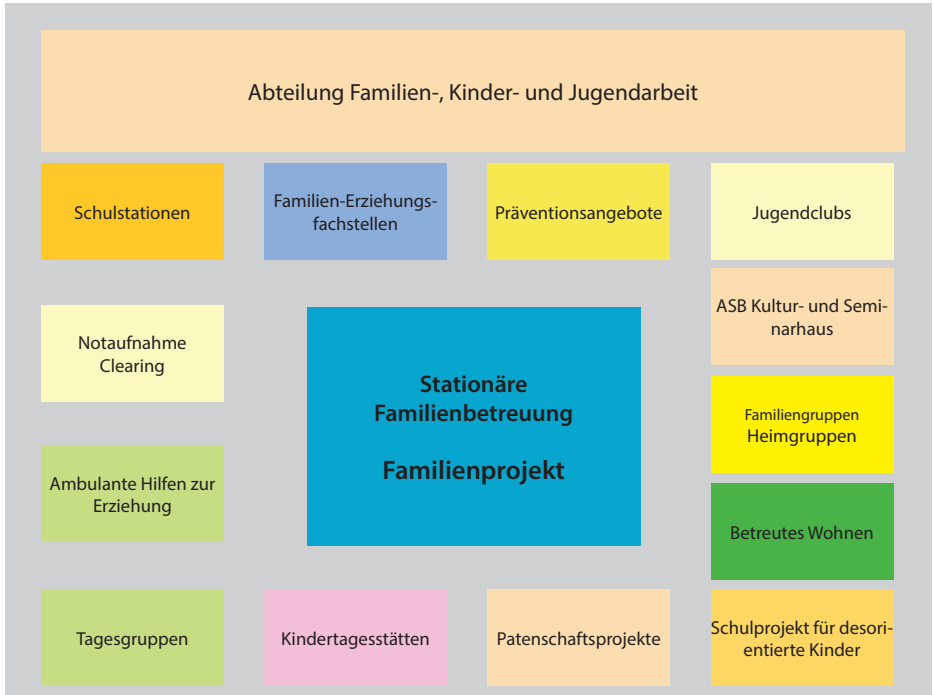 Abteilung Familien-, Kinder- und Jugendarbeit
Schulstationen
Familien-Erziehungs-
fachstellen
Präventionsangebote
Jugendclubs
ASB Kultur- und Semi-
narhaus
Notaufnahme
Clearing
Stationäre
Familienbetreuung
Familienprojekt
Familiengruppen
Heimgruppen
Ambulante Hilfen zur
Erziehung
Betreutes Wohnen
Tagesgruppen
Kindertagesstätten
Patenschaftsprojekte
Schulprojekt für desori-
entierte Kinder